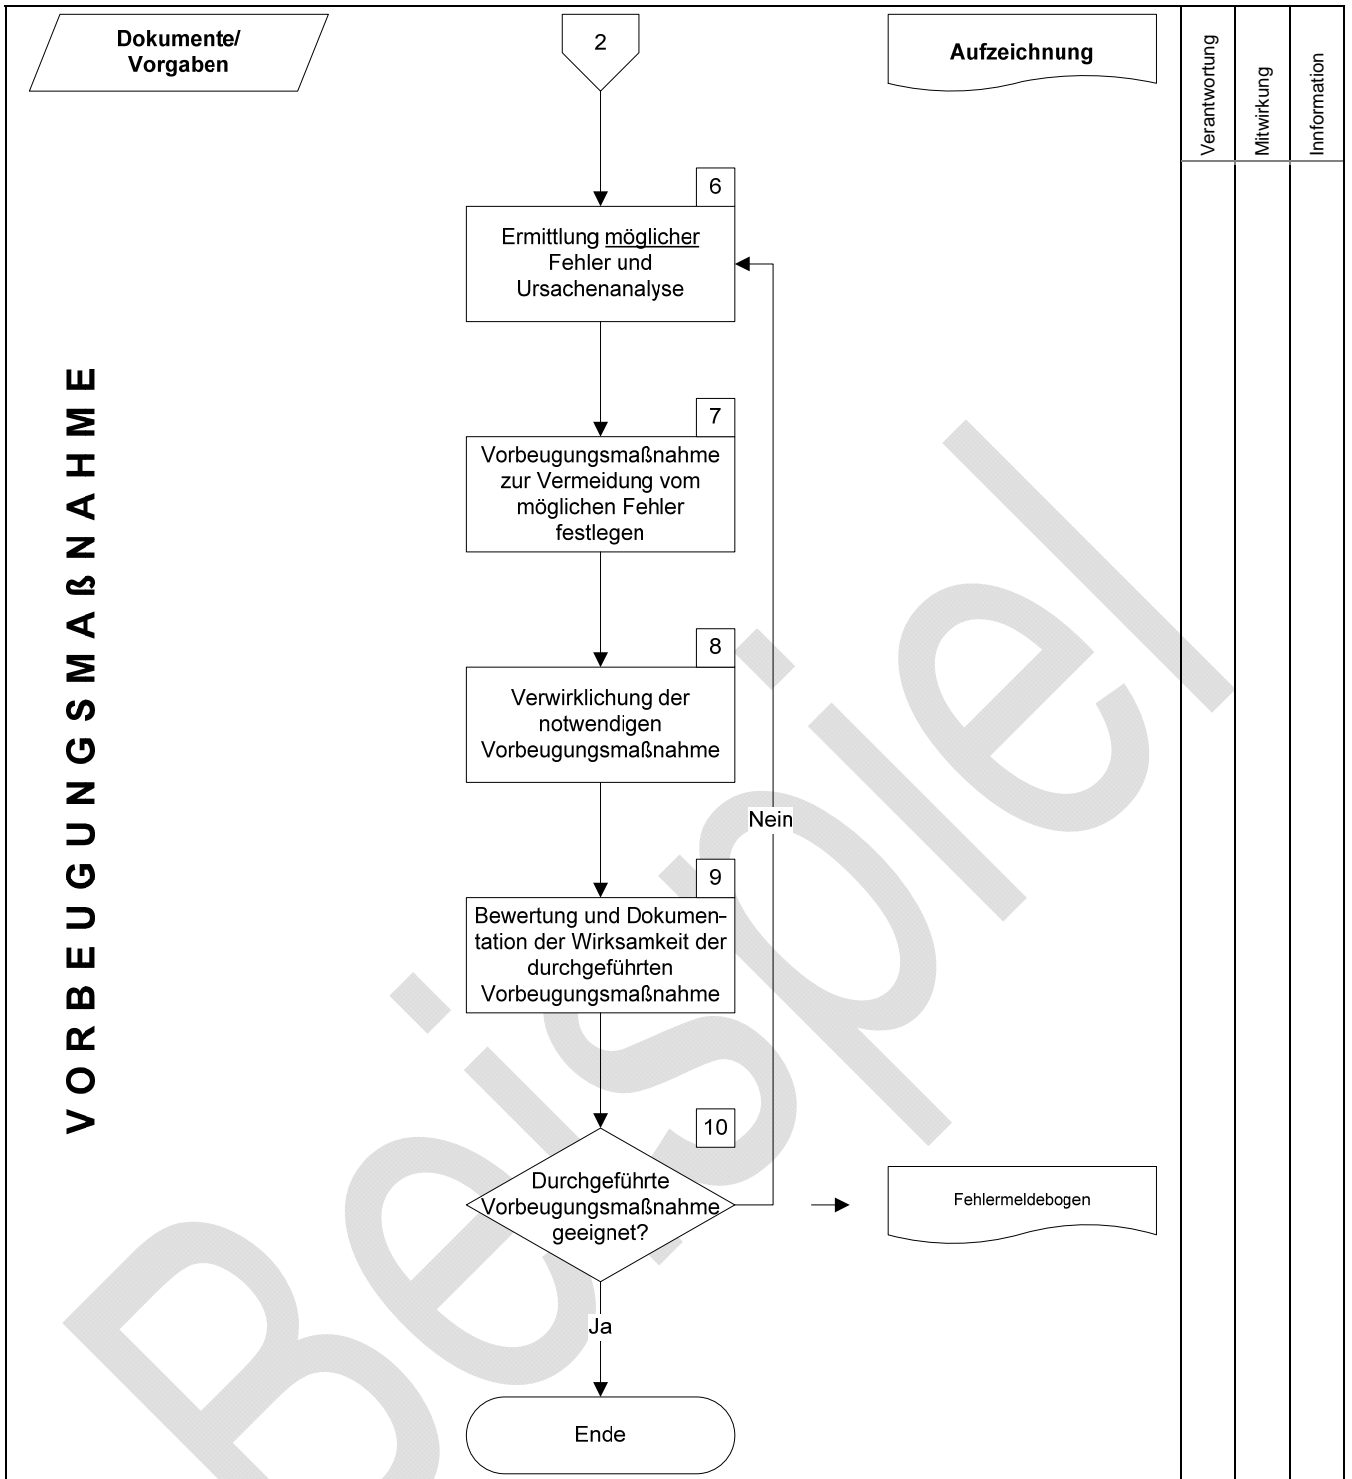 Dokumente/
Vorgaben
2
Aufzeichnung
Verantwortung
Mitwirkung
Innformation
VORBEUGUNGSMAßNAHME
6
Ermittlung möglicher
Fehler und
Ursachenanalyse
7
Vorbeugungsmaßnahme
zur Vermeidung vom
möglichen Fehler
festlegen
8
Verwirklichung der
notwendigen
Vorbeugungsmaßnahme
Nein
9
Bewertung und Dokumen-
tation der Wirksamkeit der
durchgeführten
Vorbeugungsmaßnahme
10
Durchgeführte
Vorbeugungsmaßnahme
geeignet?
Fehlermeldebogen
Ja
Ende
Beispiel